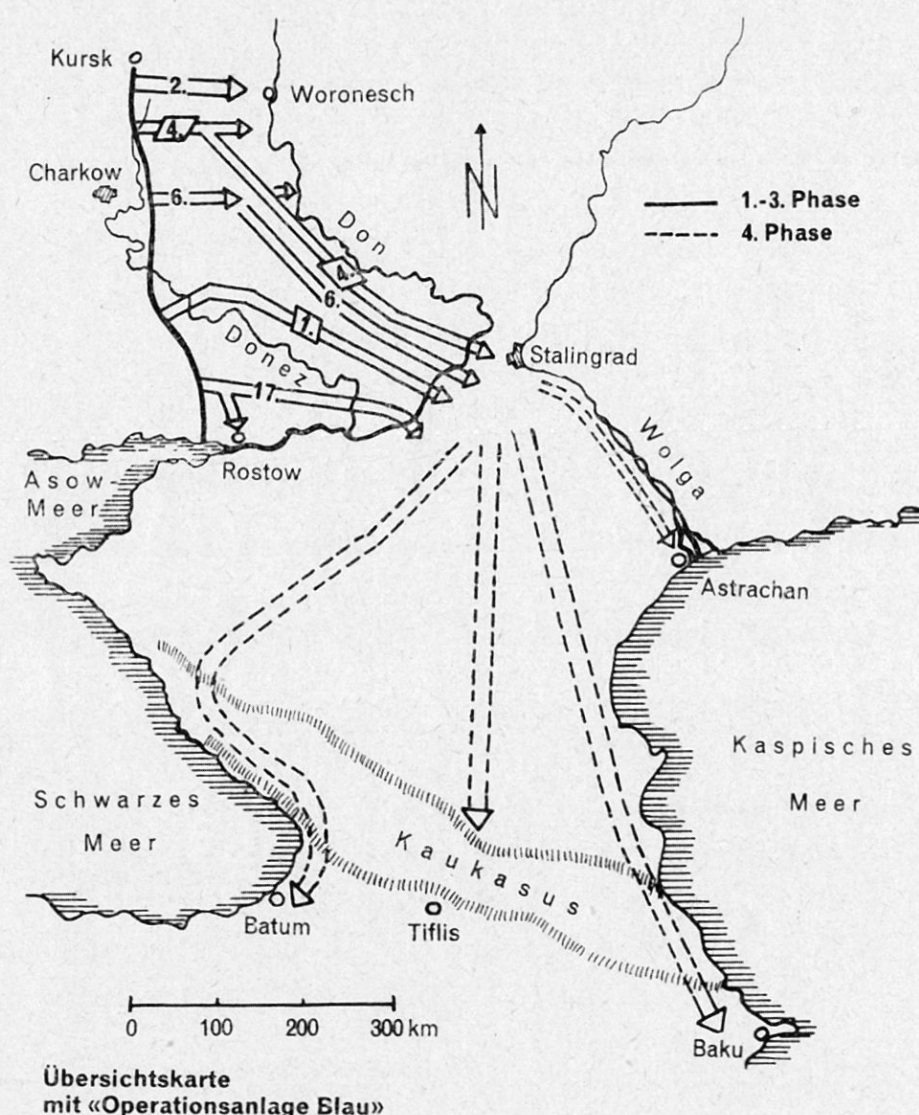 Kursk
2.
Woronesch
4.
N
Charkow
6.
1.-3. Phase
4. Phase
Don
4.
6.
1.
Donez
Stalingrad
17
Wolga
Rostow
Asow-
Meer
Astrachan
Kaspisches
Meer
Schwarzes
Meer
Kaukasus
Batum
Tiflis
0 100 200 300 km
Baku
Übersichtskarte
mit «Operationsanlage Blau»